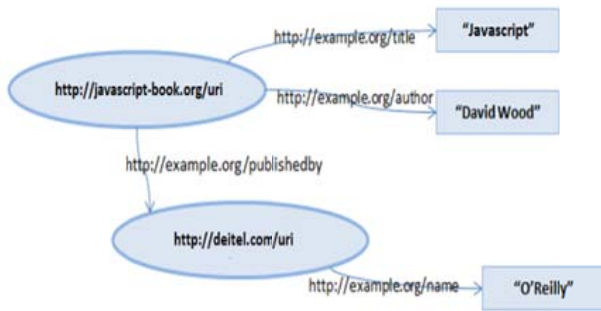 http://example.org/title
"Javascript"
http://javascript-book.org/uri
http://example.org/author
"David Wood"
http://example.org/publishedby
http://deitel.com/uri
http://example.org/name
"O'Reilly"